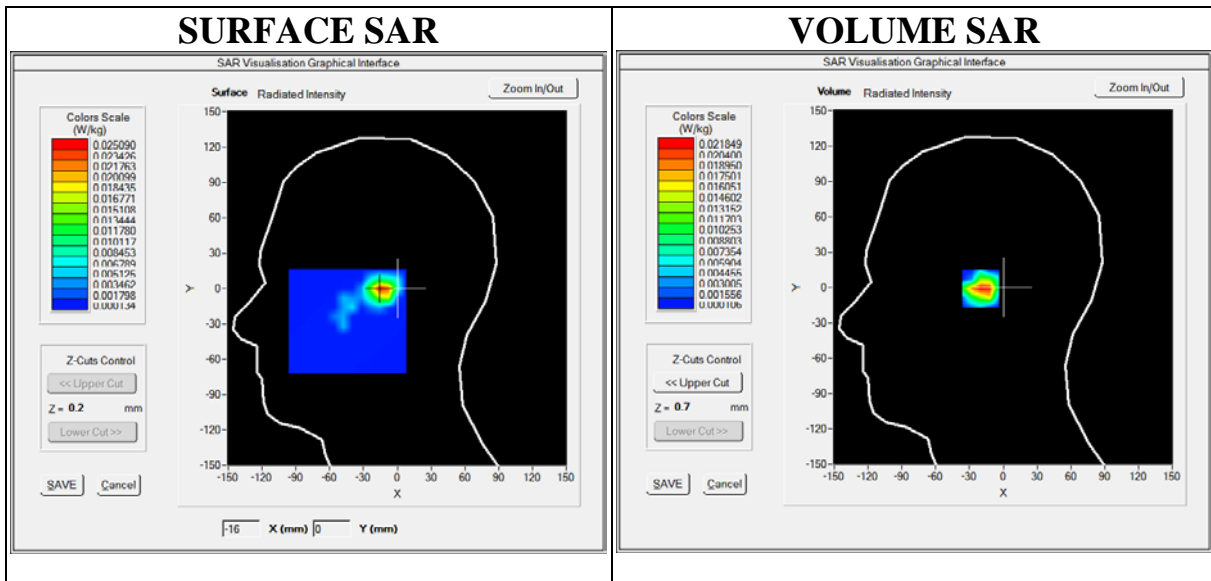 SURFACE SAR
SAR Visualisation Graphical Interface
Surface Radiated Intensity
Zoom In/Out
Colors Scale
(W/kg)
0.025090
0.023426
0.021763
0.020099
0.018435
0.016771
0.015108
0.013444
0.011780
0.010117
0.008453
0.006789
0.005125
0.003462
0.001798
0.000134
150
120
90
60
30
0
-30
-60
-90
-120
-150
Y
-150 -120 -90 -60 -30 0 30 60 90 120 150
X
Z-Cuts Control
<< Upper Cut
Z = 0.2 mm
Lower Cut >>
SAVE Cancel
-16 X (mm) 0 Y (mm)
VOLUME SAR
SAR Visualisation Graphical Interface
Volume Radiated Intensity
Zoom In/Out
Colors Scale
(W/kg)
0.021849
0.020400
0.018950
0.017501
0.016051
0.014602
0.013152
0.011703
0.010253
0.008803
0.007354
0.005904
0.004455
0.003005
0.001556
0.000106
150
120
90
60
30
0
-30
-60
-90
-120
-150
Y
-150 -120 -90 -60 -30 0 30 60 90 120 150
X
Z-Cuts Control
<< Upper Cut
Z = 0.7 mm
Lower Cut >>
SAVE Cancel